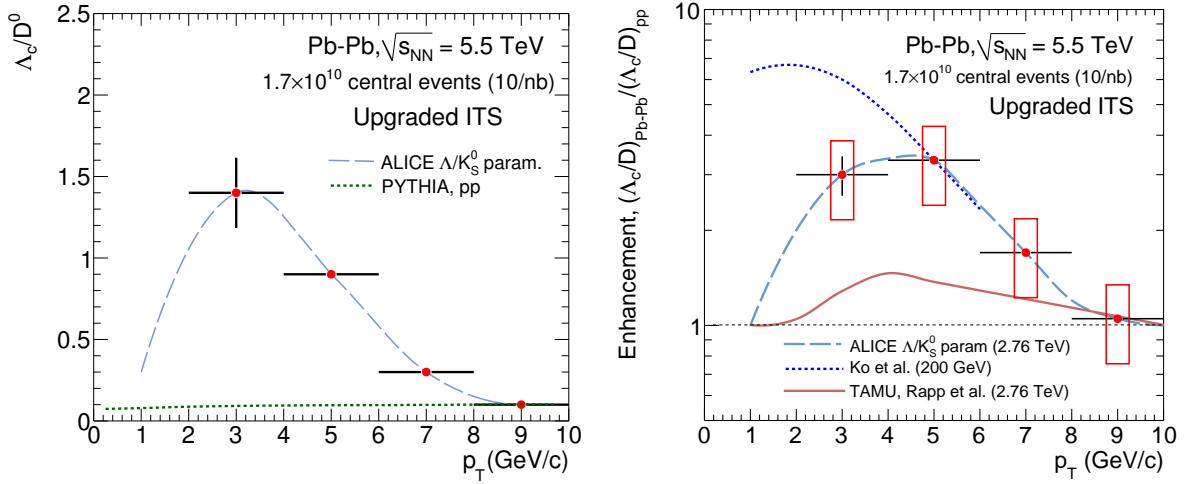 Λc/D⁰
Pb-Pb, √sNN = 5.5 TeV
1.7×10¹⁰ central events (10/nb)
Upgraded ITS
ALICE Λ/K⁰S param.
PYTHIA, pp
2.5
2
1.5
1
0.5
0
0 1 2 3 4 5 6 7 8 9 10
pT (GeV/c)
Enhancement, (Λc/D)Pb-Pb/(Λc/D)pp
Pb-Pb, √sNN = 5.5 TeV
1.7×10¹⁰ central events (10/nb)
Upgraded ITS
10
1
ALICE Λ/K⁰S param (2.76 TeV)
Ko et al. (200 GeV)
TAMU, Rapp et al. (2.76 TeV)
0 1 2 3 4 5 6 7 8 9 10
pT (GeV/c)